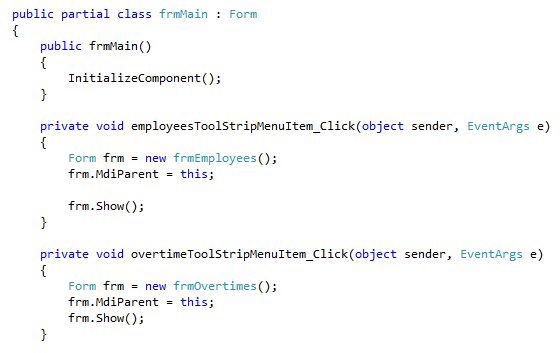 public partial class frmMain : Form
{
    public frmMain()
    {
        InitializeComponent();
    }

    private void employeesToolStripMenuItem_Click(object sender, EventArgs e)
    {
        Form frm = new frmEmployees();
        frm.MdiParent = this;

        frm.Show();
    }

    private void overtimeToolStripMenuItem_Click(object sender, EventArgs e)
    {
        Form frm = new frmOvertimes();
        frm.MdiParent = this;
        frm.Show();
    }